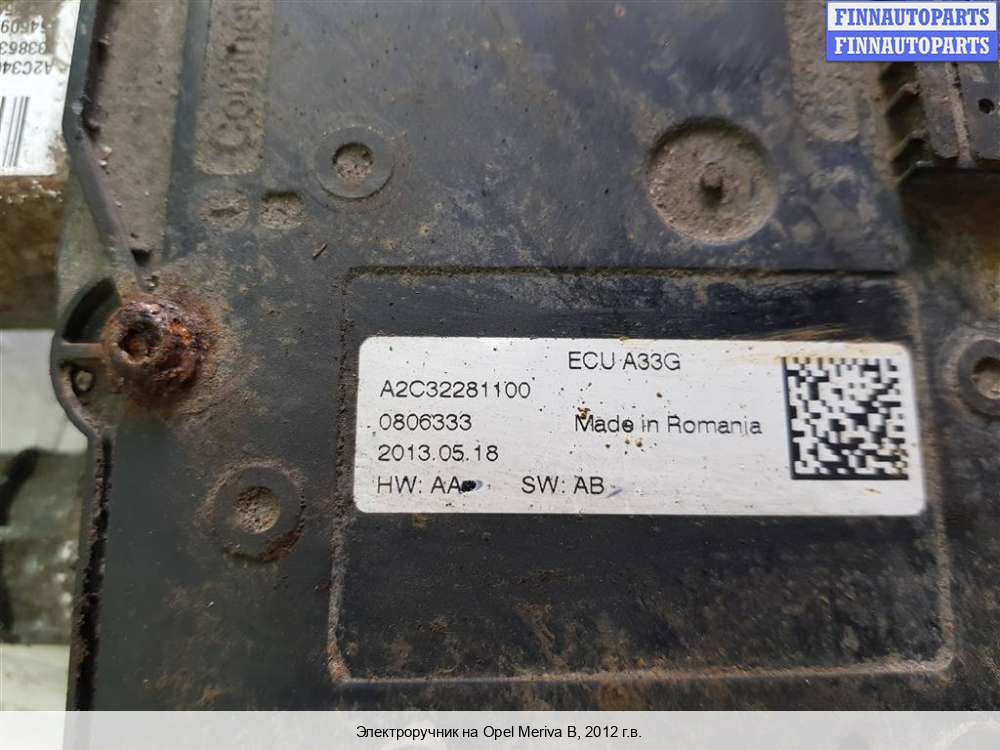 FINNAUTOPARTS
FINNAUTOPARTS
ECU A33G
A2C32281100
0806333
Made in Romania
2013.05.18
HW: AA
SW: AB
Электроручник на Opel Meriva B, 2012 г.в.